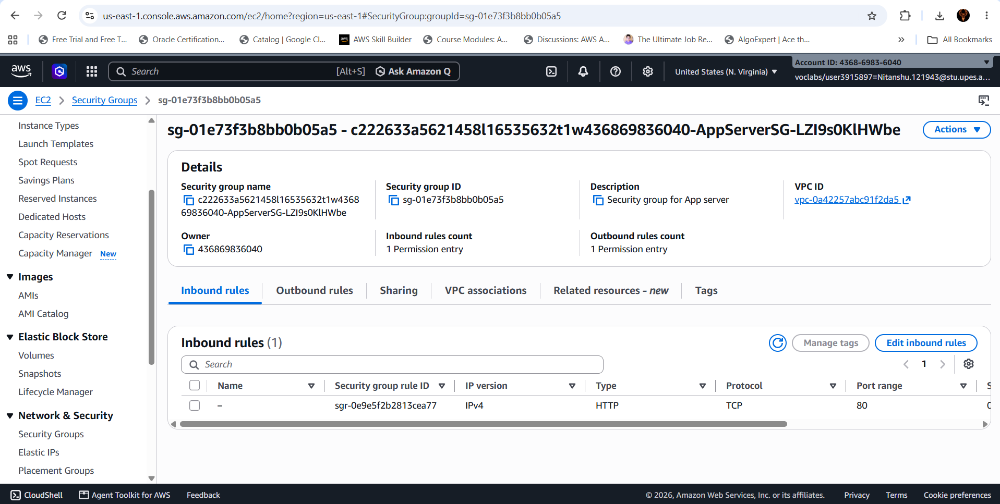 us-east-1.console.aws.amazon.com/ec2/home?region=us-east-1#SecurityGroup:groupId=sg-01e73f3b8bb0b05a5
Free Trial and Free T... Oracle Certification... Catalog | Google Cl... aws AWS Skill Builder Course Modules: A... Discussions: AWS A... The Ultimate Job Re... AlgoExpert | Ace th... » All Bookmarks
aws Search [Alt+S] Ask Amazon Q United States (N. Virginia) Account ID: 4368-6983-6040
voclabs/user3915897=Nitanshu.121943@stu.upes.a...
EC2 Security Groups sg-01e73f3b8bb0b05a5
Instance Types
Launch Templates
Spot Requests
Savings Plans
Reserved Instances
Dedicated Hosts
Capacity Reservations
Capacity Manager New
Images
AMIs
AMI Catalog
Elastic Block Store
Volumes
Snapshots
Lifecycle Manager
Network & Security
Security Groups
Elastic IPs
Placement Groups
sg-01e73f3b8bb0b05a5 - c222633a5621458l16535632t1w436869836040-AppServerSG-LZI9s0KlHWbe Actions
Details
Security group name
c222633a5621458l16535632t1w4368
69836040-AppServerSG-LZI9s0KlHWbe
Security group ID
sg-01e73f3b8bb0b05a5
Description
Security group for App server
VPC ID
vpc-0a42257abc91f2da5
Owner
436869836040
Inbound rules count
1 Permission entry
Outbound rules count
1 Permission entry
Inbound rules Outbound rules Sharing VPC associations Related resources - new Tags
Inbound rules (1) Manage tags Edit inbound rules
Search 1
Name Security group rule ID IP version Type Protocol Port range
– sgr-0e9e5f2b2813cea77 IPv4 HTTP TCP 80
CloudShell Agent Toolkit for AWS Feedback © 2026, Amazon Web Services, Inc. or its affiliates. Privacy Terms Cookie preferences